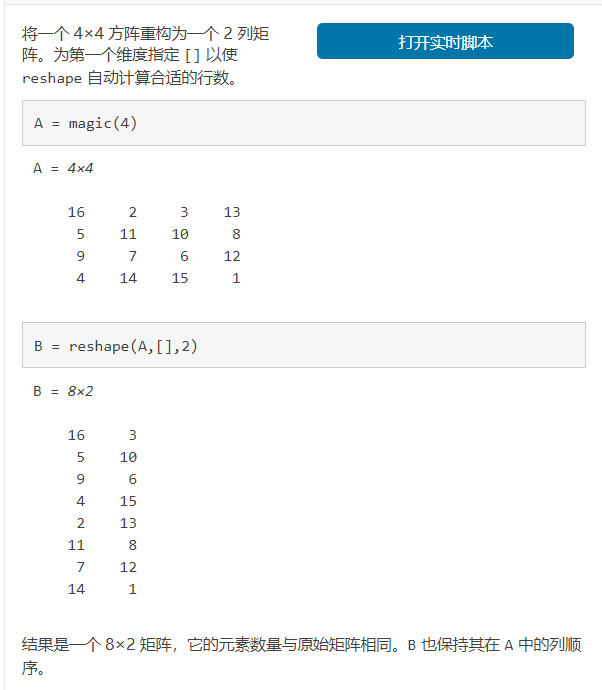 将一个 4×4 方阵重构为一个 2 列矩
阵。为第一个维度指定 [] 以使
reshape 自动计算合适的行数。
打开实时脚本
A = magic(4)
A = 4×4
16 2 3 13
5 11 10 8
9 7 6 12
4 14 15 1
B = reshape(A,[],2)
B = 8×2
16 3
5 10
9 6
4 15
2 13
11 8
7 12
14 1
结果是一个 8×2 矩阵，它的元素数量与原始矩阵相同。B 也保持其在 A 中的列顺
序。